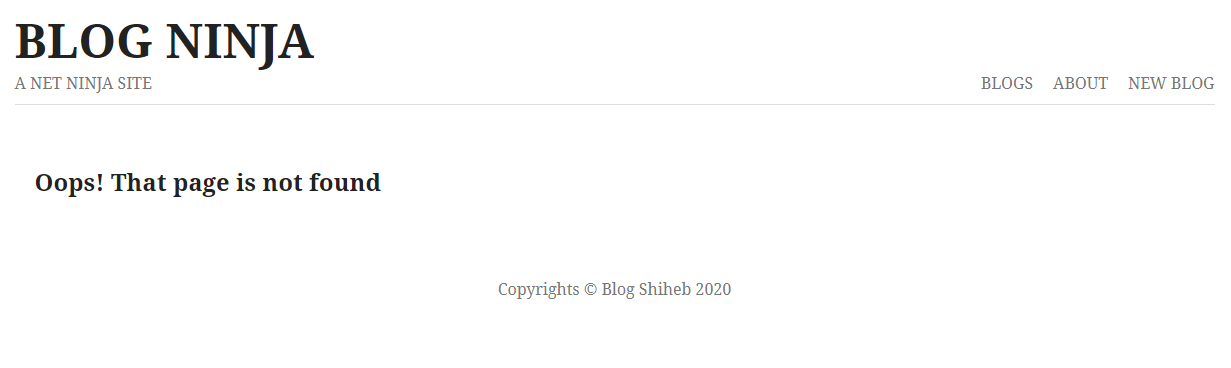 BLOG NINJA
A NET NINJA SITE
BLOGS ABOUT NEW BLOG
Oops! That page is not found
Copyrights © Blog Shiheb 2020